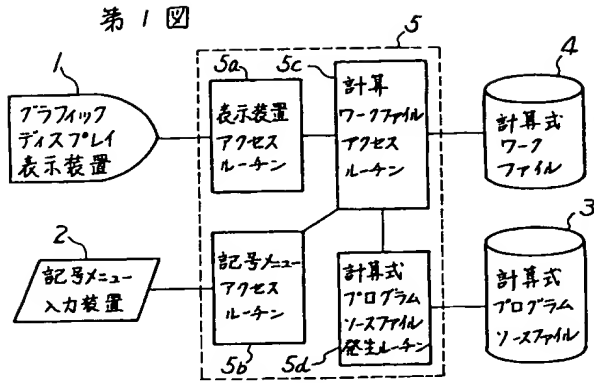 第1図
5
5a
5c
4
1
グラフィック
ディスプレイ
表示装置
表示装置
アクセス
ルーチン
計算
ワークファイル
アクセス
ルーチン
計算式
ワーク
ファイル
2
記号メニュー
入力装置
記号メニュー
アクセス
ルーチン
5b
計算式
プログラム
ソースファイル
発生ルーチン
5d
3
計算式
プログラム
ソースファイル